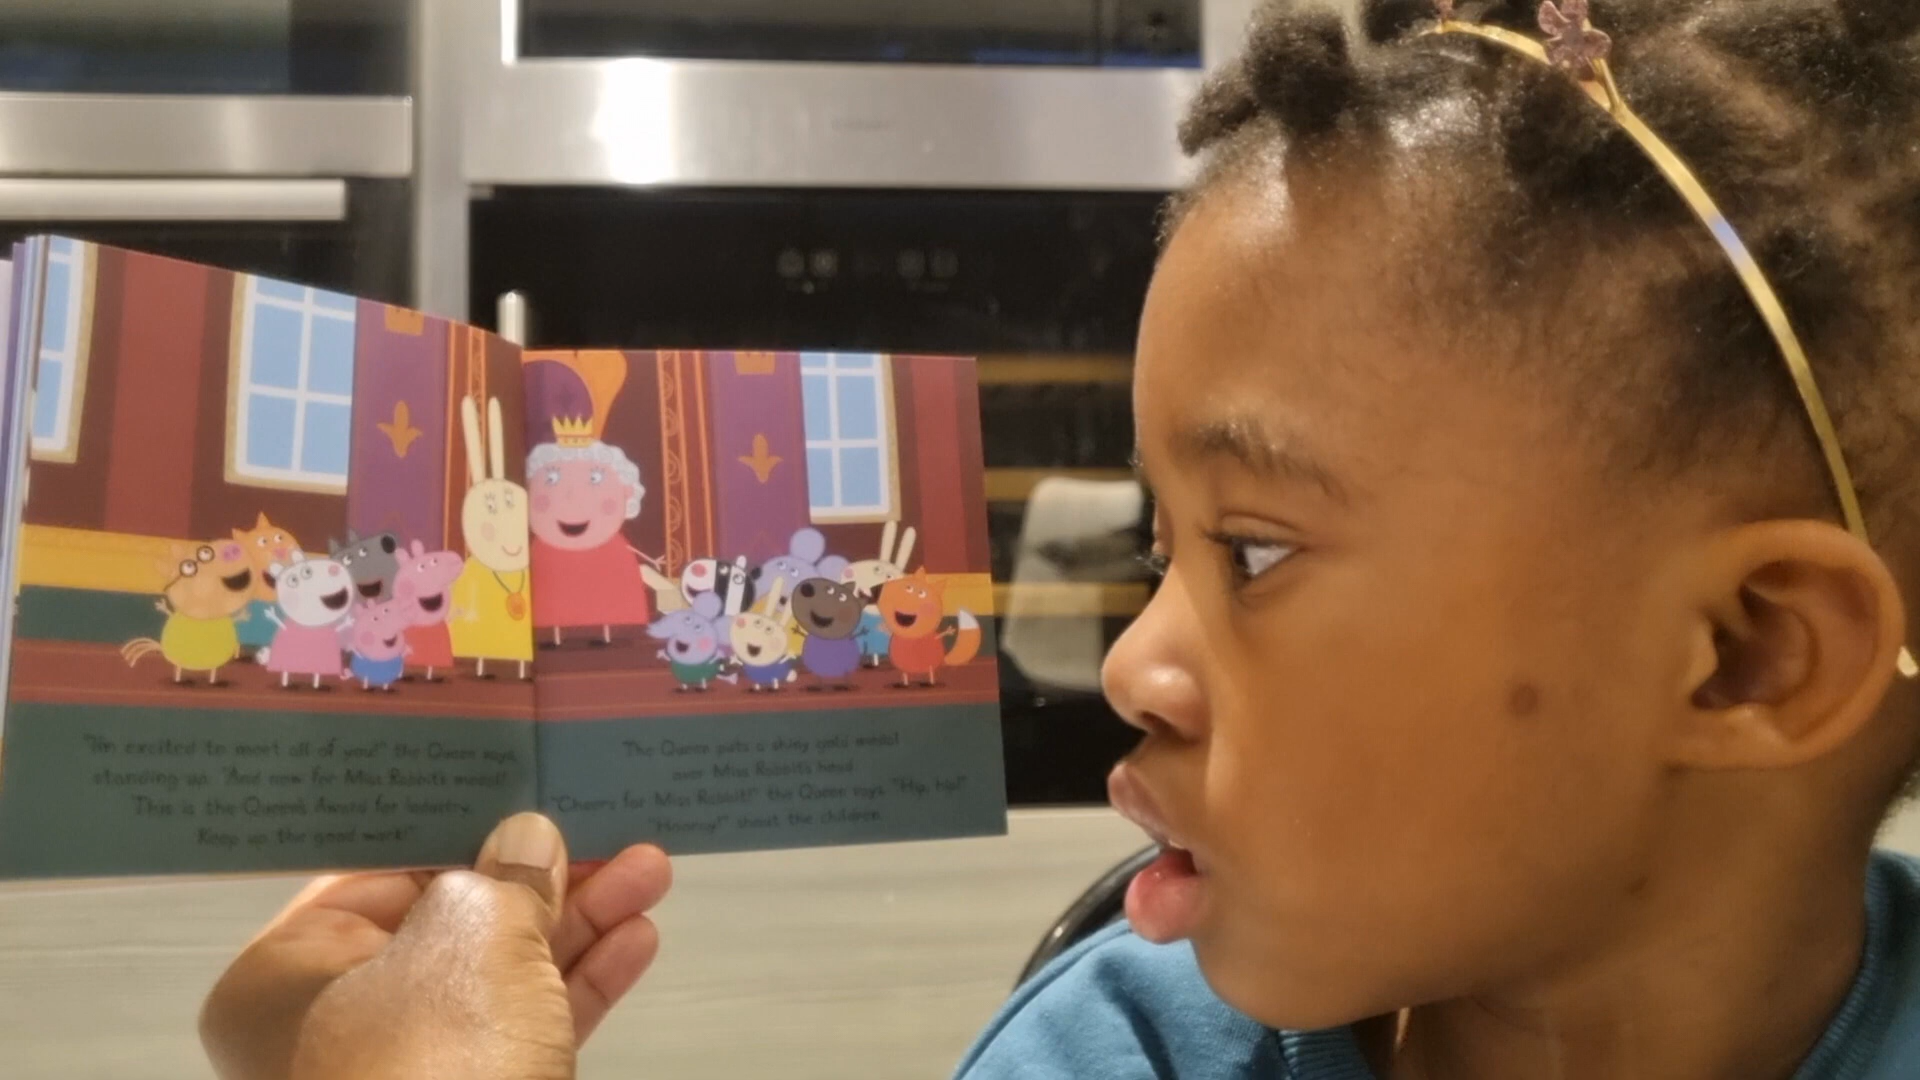 "I'm excited to meet all of you!" the Queen says,
standing up. "And now for Miss Rabbit's medal!
This is the Queen's Award for Industry.
Keep up the good work!"
The Queen puts a shiny gold medal
over Miss Rabbit's head.
"Cheers for Miss Rabbit!" the Queen says. "Hip, hip!"
"Hooray!" shout the children.